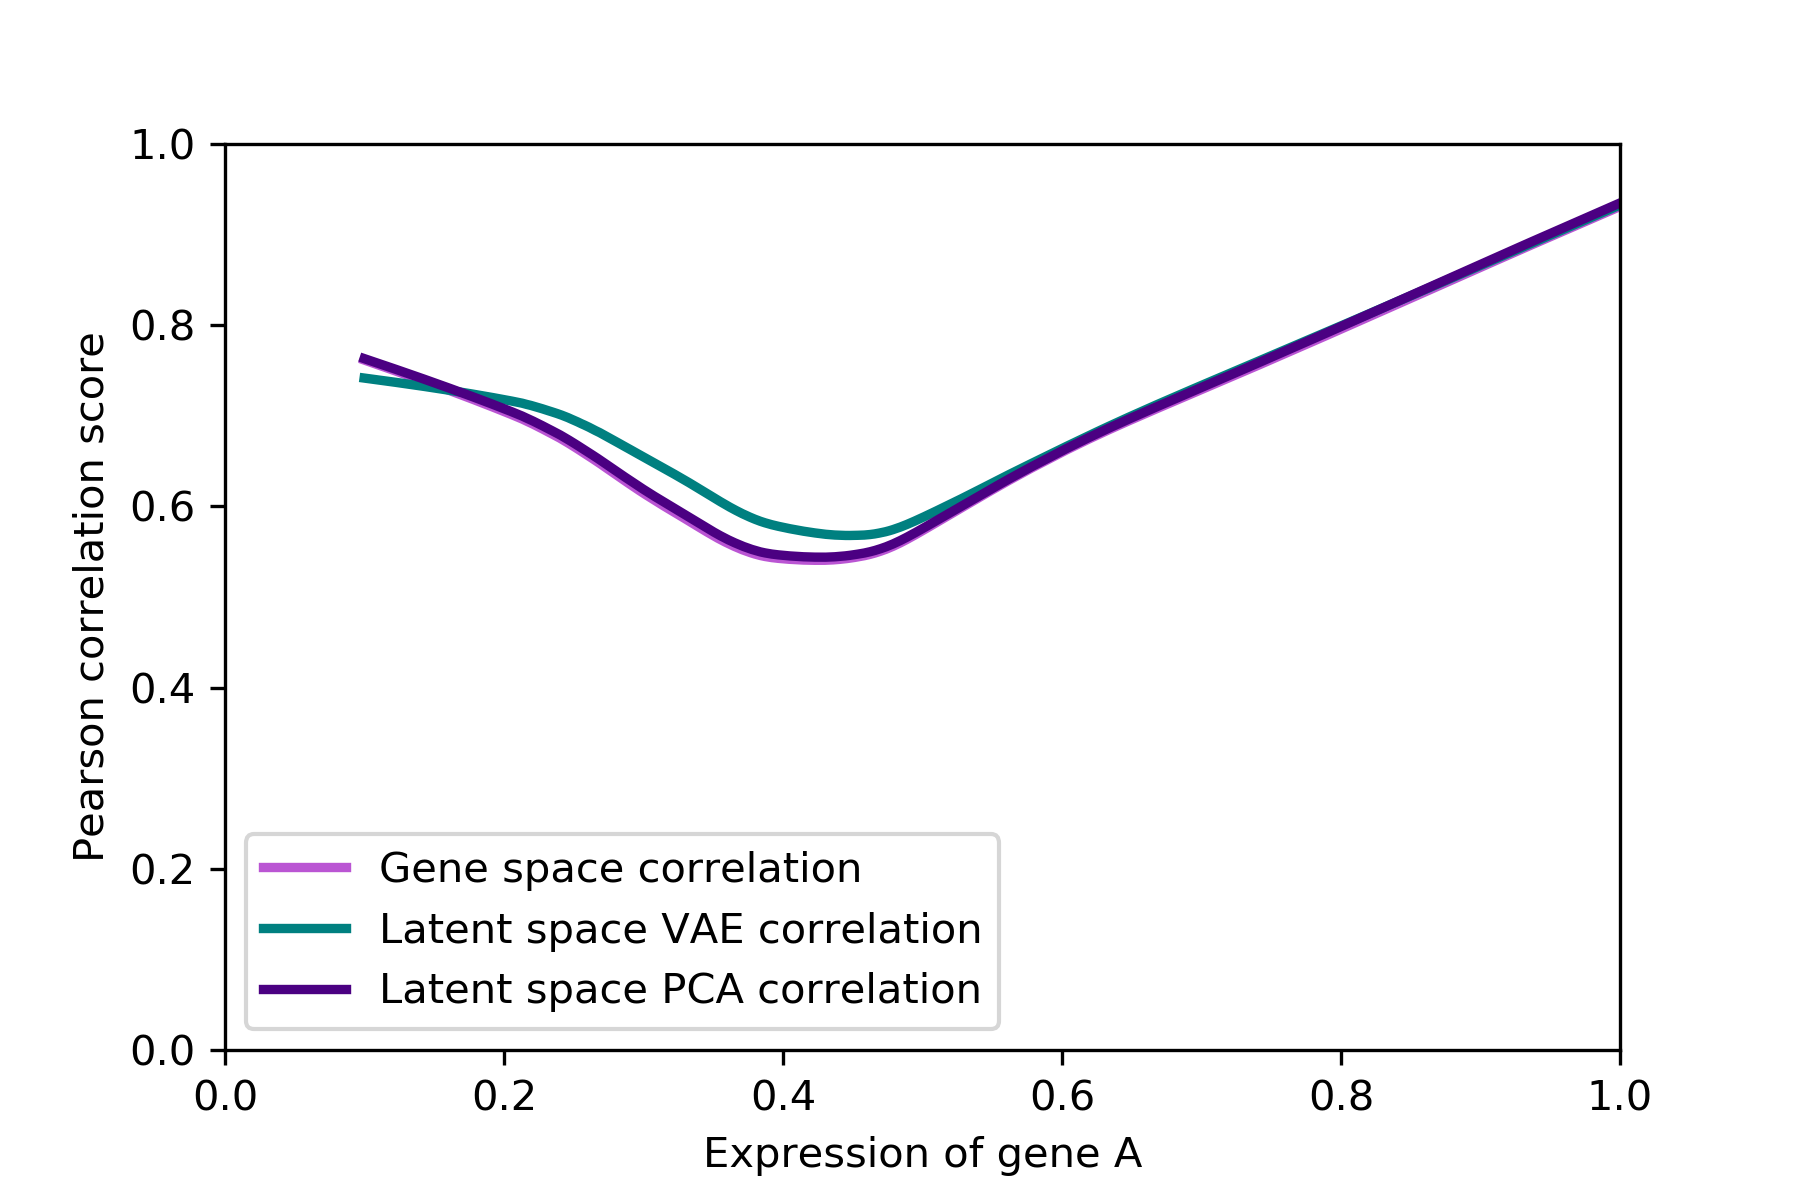 1.0
0.8
0.6
0.4
0.2
0.0
Pearson correlation score
Gene space correlation
Latent space VAE correlation
Latent space PCA correlation
0.0 0.2 0.4 0.6 0.8 1.0
Expression of gene A